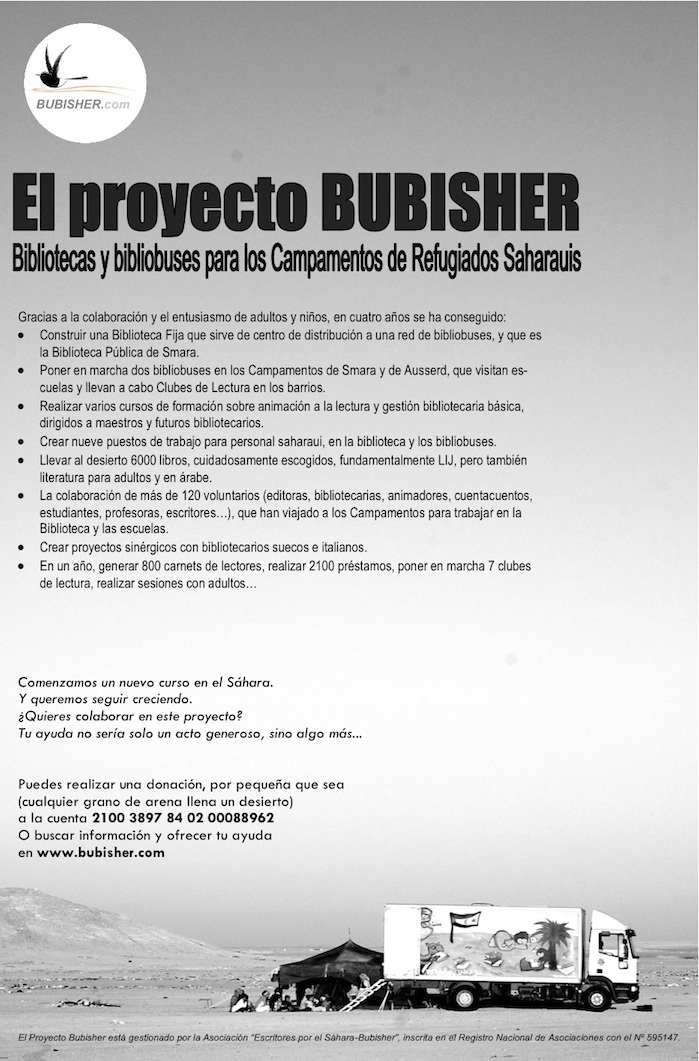 BUBISHER.com
El proyecto BUBISHER
Bibliotecas y bibliobuses para los Campamentos de Refugiados Saharauis
Gracias a la colaboración y el entusiasmo de adultos y niños, en cuatro años se ha conseguido:
• Construir una Biblioteca Fija que sirve de centro de distribución a una red de bibliobuses, y que es
la Biblioteca Pública de Smara.
• Poner en marcha dos bibliobuses en los Campamentos de Smara y de Ausserd, que visitan es-
cuelas y llevan a cabo Clubes de Lectura en los barrios.
• Realizar varios cursos de formación sobre animación a la lectura y gestión bibliotecaria básica,
dirigidos a maestros y futuros bibliotecarios.
• Crear nueve puestos de trabajo para personal saharaui, en la biblioteca y los bibliobuses.
• Llevar al desierto 6000 libros, cuidadosamente escogidos, fundamentalmente LIJ, pero también
literatura para adultos y en árabe.
• La colaboración de más de 120 voluntarios (editoras, bibliotecarias, animadores, cuentacuentos,
estudiantes, profesoras, escritores…), que han viajado a los Campamentos para trabajar en la
Biblioteca y las escuelas.
• Crear proyectos sinérgicos con bibliotecarios suecos e italianos.
• En un año, generar 800 carnets de lectores, realizar 2100 préstamos, poner en marcha 7 clubes
de lectura, realizar sesiones con adultos…
Comenzamos un nuevo curso en el Sáhara.
Y queremos seguir creciendo.
¿Quieres colaborar en este proyecto?
Tu ayuda no sería solo un acto generoso, sino algo más...
Puedes realizar una donación, por pequeña que sea
(cualquier grano de arena llena un desierto)
a la cuenta 2100 3897 84 02 00088962
O buscar información y ofrecer tu ayuda
en www.bubisher.com
El Proyecto Bubisher está gestionado por la Asociación "Escritores por el Sáhara-Bubisher", inscrita en el Registro Nacional de Asociaciones con el Nº 595147.